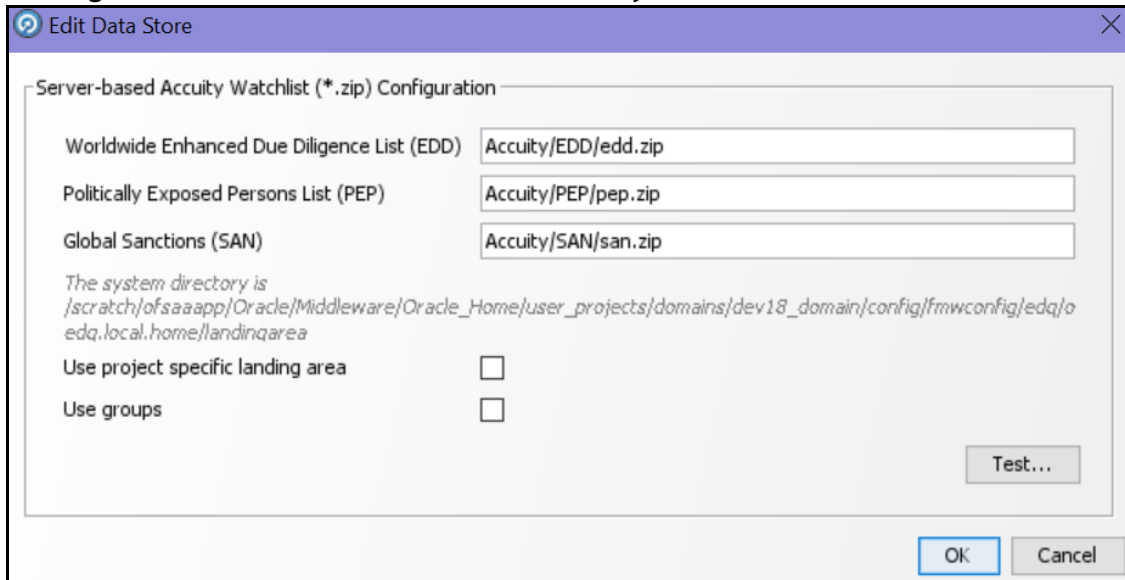 Edit Data Store
Server-based Accuity Watchlist (*.zip) Configuration
Worldwide Enhanced Due Diligence List (EDD) Accuity/EDD/edd.zip
Politically Exposed Persons List (PEP) Accuity/PEP/pep.zip
Global Sanctions (SAN) Accuity/SAN/san.zip
The system directory is
/scratch/ofsaaapp/Oracle/Middleware/Oracle_Home/user_projects/domains/dev18_domain/config/fmwconfig/edq/o
edq.local.home/landingarea
Use project specific landing area
Use groups
Test...
OK Cancel